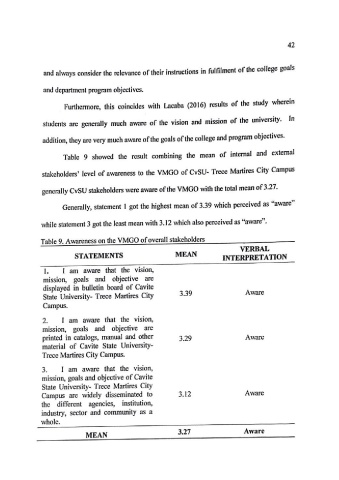 42
and always consider the relevance of their instructions in fulfilment of the college goals
and department program objectives.
Furthermore, this coincides with Lacaba (2016) results of the study wherein
students are generally much aware of the vision and mission of the university. In
addition, they are very much aware of the goals of the college and program objectives.
Table 9 showed the result combining the mean of internal and external
stakeholders' level of awareness to the VMGO of CvSU- Trece Martires City Campus
generally CvSU stakeholders were aware of the VMGO with the total mean of 3.27.
Generally, statement 1 got the highest mean of 3.39 which perceived as "aware"
while statement 3 got the least mean with 3.12 which also perceived as "aware".
Table 9. Awareness on the VMGO of overall stakeholders
STATEMENTS MEAN VERBAL INTERPRETATION
1. I am aware that the vision,
mission, goals and objective are
displayed in bulletin board of Cavite
State University- Trece Martires City 3.39 Aware
Campus.
2. I am aware that the vision,
mission, goals and objective are
printed in catalogs, manual and other 3.29 Aware
material of Cavite State University-
Trece Martires City Campus.
3. I am aware that the vision,
mission, goals and objective of Cavite
State University- Trece Martires City
Campus are widely disseminated to 3.12 Aware
the different agencies, institution,
industry, sector and community as a
whole.
MEAN 3.27 Aware